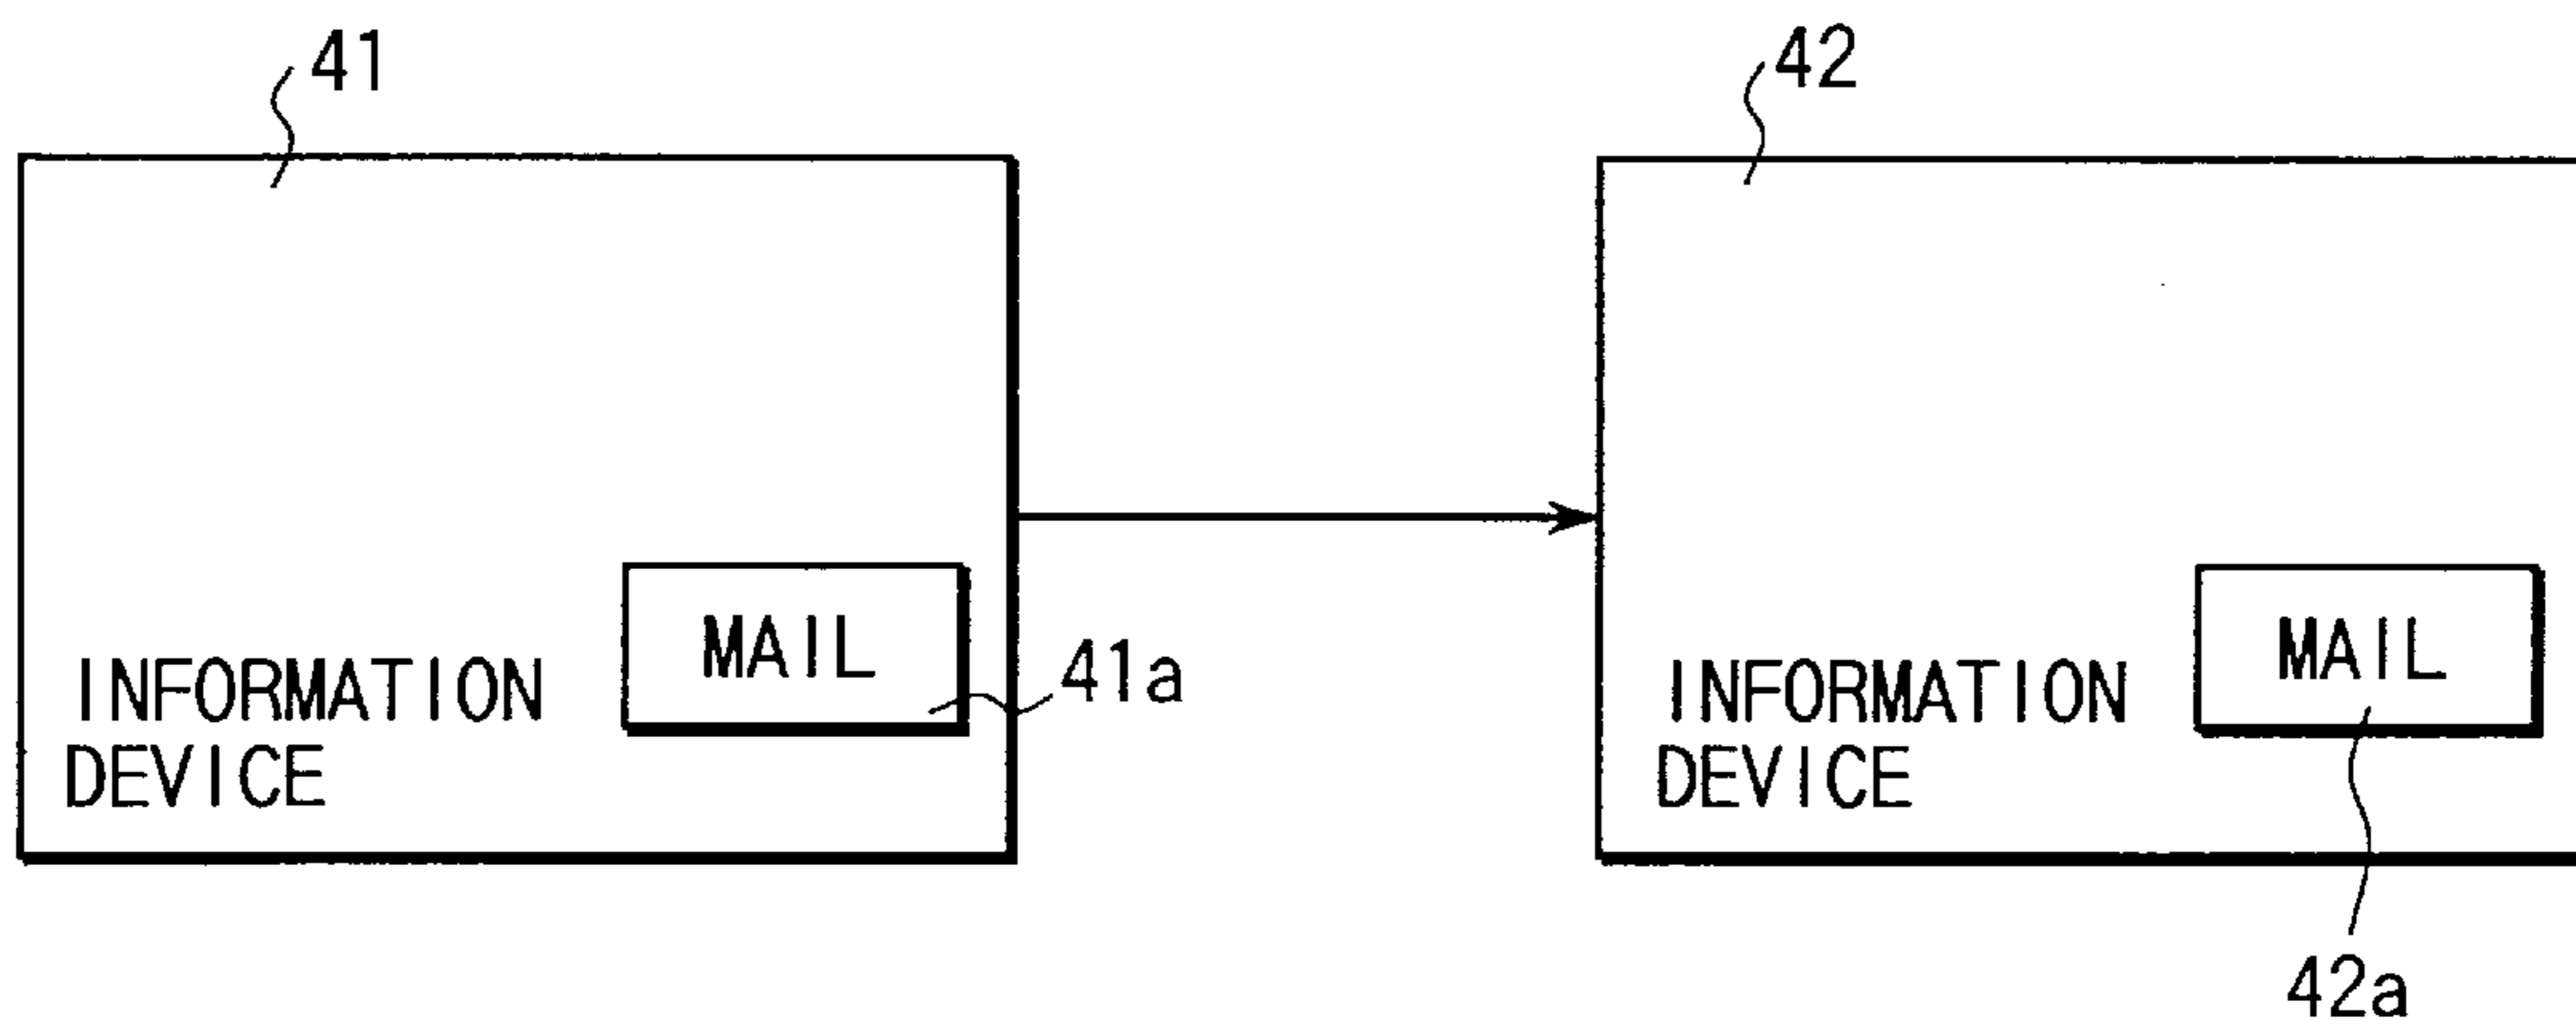 41
42
MAIL
41a
INFORMATION
DEVICE
MAIL
INFORMATION
DEVICE
42a